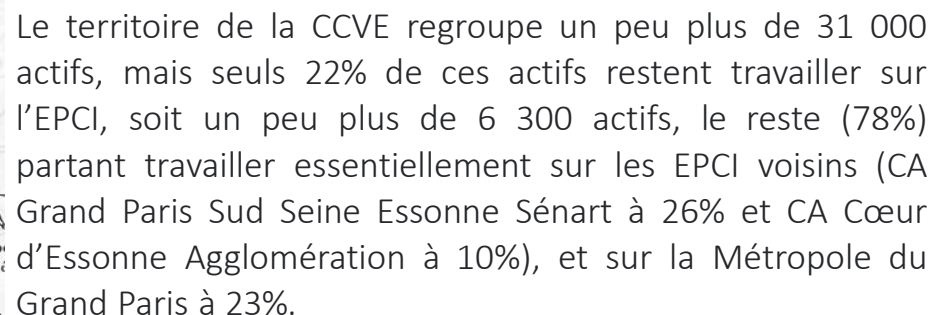 Le territoire de la CCVE regroupe un peu plus de 31 000
actifs, mais seuls 22% de ces actifs restent travailler sur
l’EPCI, soit un peu plus de 6 300 actifs, le reste (78%)
partant travailler essentiellement sur les EPCI voisins (CA
Grand Paris Sud Seine Essonne Sénart à 26% et CA Cœur
d’Essonne Agglomération à 10%), et sur la Métropole du
Grand Paris à 23%.